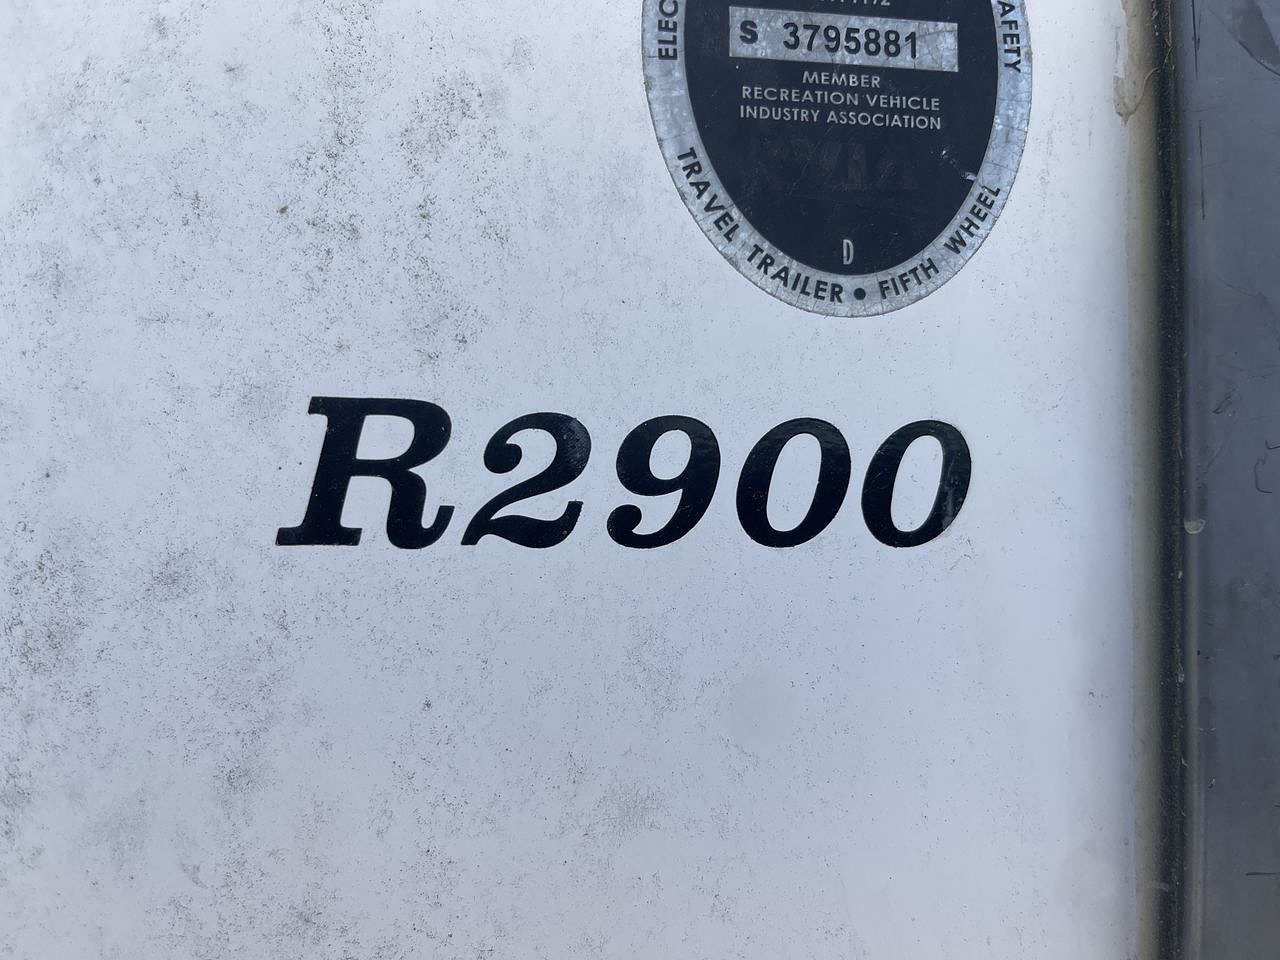 S 3795881
MEMBER
RECREATION VEHICLE
INDUSTRY ASSOCIATION
D
TRAVEL TRAILER • FIFTH WHEEL
R2900